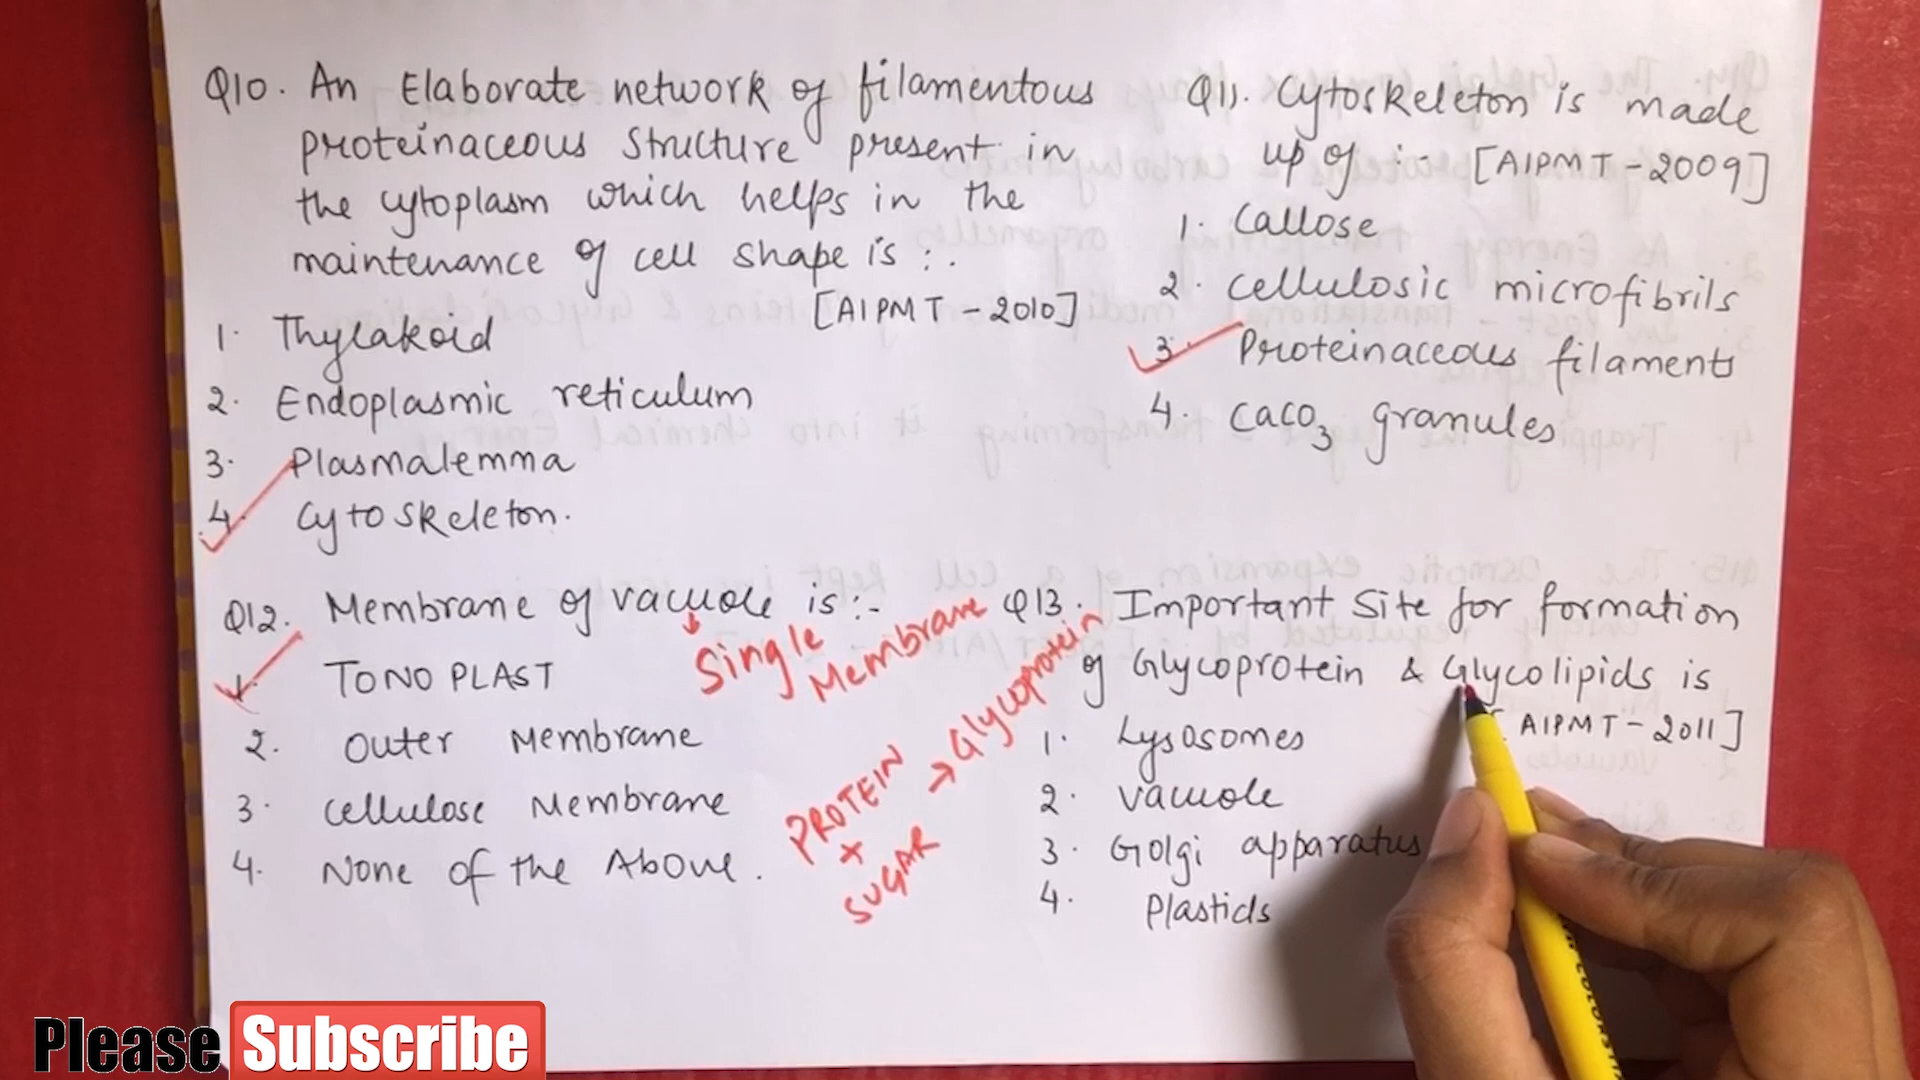 Q10. An Elaborate network of filamentous
proteinaceous structure present in
the cytoplasm which helps in the
maintenance of cell shape is :.
[AIPMT - 2010]
1. Thylakoid
2. Endoplasmic reticulum
3. Plasmalemma
4. Cytoskeleton.
Q11. Cytoskeleton is made
up of :- [AIPMT - 2009]
1. Callose
2. cellulosic microfibrils
3. Proteinaceous filaments
4. CaCO3 granules
Q12. Membrane of vacuole is :-
Single
Membrane
1. TONOPLAST
2. Outer Membrane
3. Cellulose Membrane
4. None of the Above.
PROTEIN
+
SUGAR
→ Glycoprotein
Q13. Important Site for formation
of Glycoprotein & Glycolipids is
AIPMT - 2011]
1. Lysosomes
2. vacuole
3. Golgi apparatus
4. Plastids
Please Subscribe